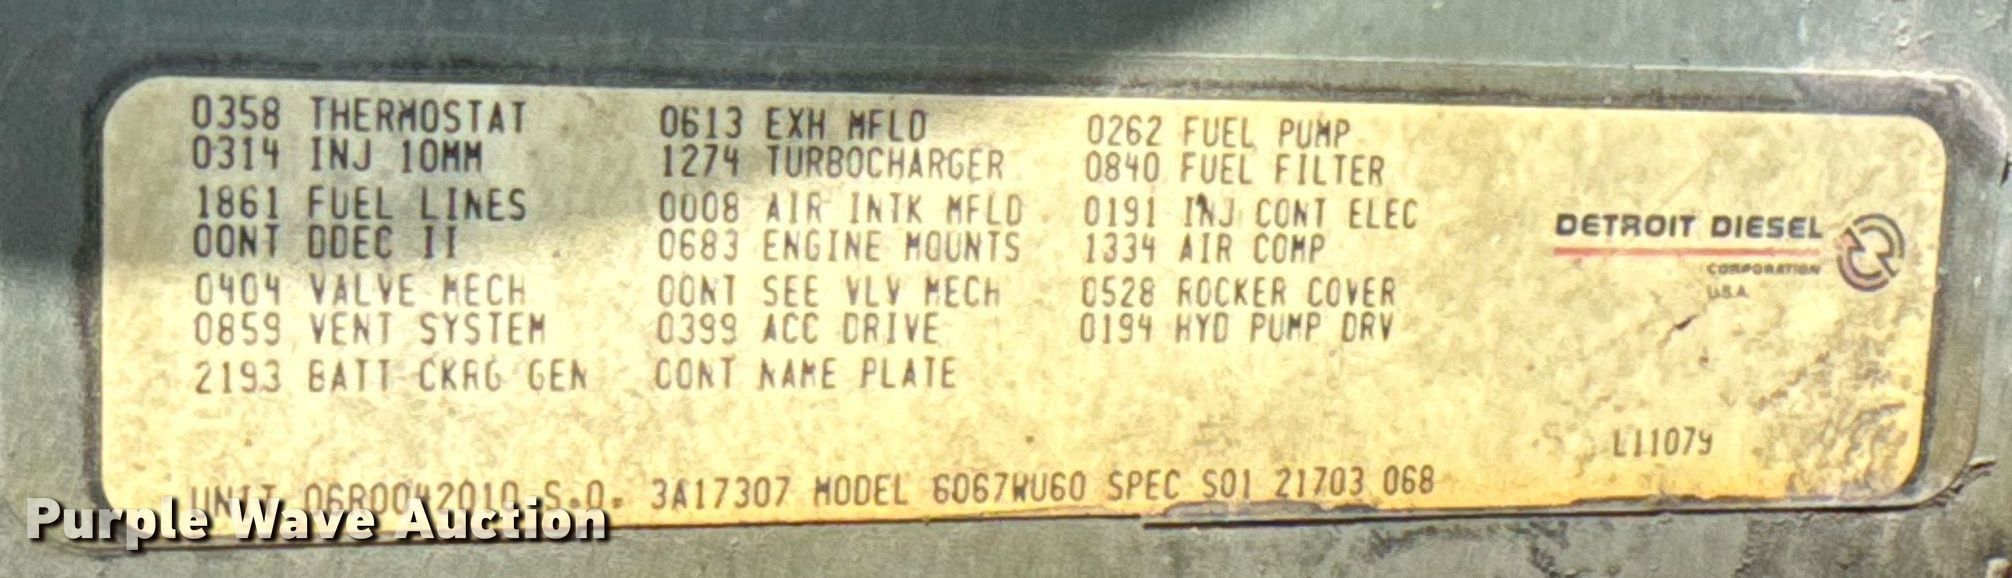 0358 THERMOSTAT 0613 EXH MFLD 0262 FUEL PUMP
0314 INJ 10MM 1274 TURBOCHARGER 0840 FUEL FILTER
1861 FUEL LINES 0008 AIR INTK MFLD 0191 INJ CONT ELEC
00NT DDEC II 0683 ENGINE MOUNTS 1334 AIR COMP
0404 VALVE MECH 00NT SEE VLV MECH 0528 ROCKER COVER
0859 VENT SYSTEM 0399 ACC DRIVE 0194 HYD PUMP DRV
2193 BATT CKRG GEN CONT NAME PLATE
DETROIT DIESEL
CORPORATION
U.S.A.
L11079
UNIT 06R0042010 S.O. 3A17307 MODEL 6067WU60 SPEC S01 21703 068
Purple Wave Auction